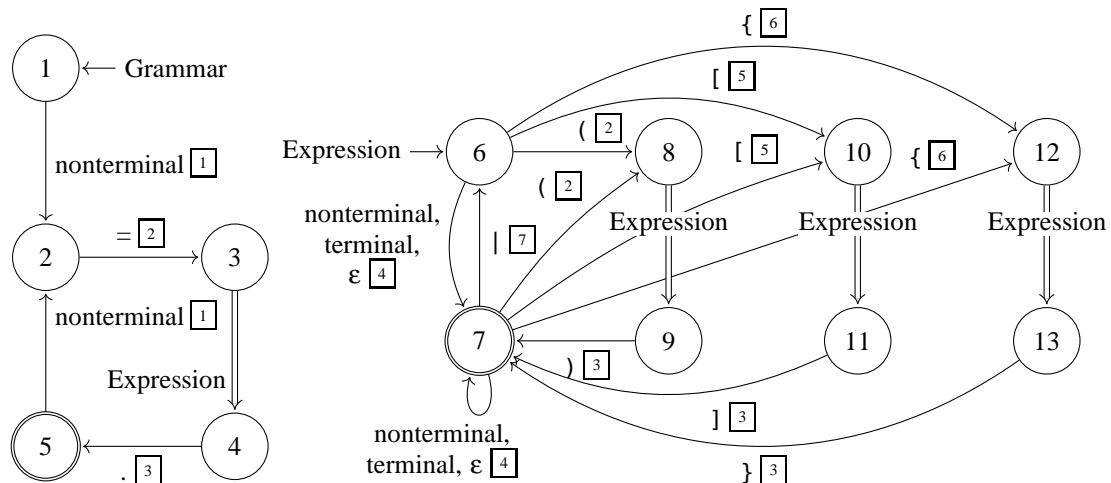 { 6
1
Grammar
[ 5
Expression
6
( 2
8
[ 5
10
{ 6
12
nonterminal 1
( 2
nonterminal,
terminal,
ε 4
| 7
Expression
Expression
Expression
2
= 2
3
nonterminal 1
7
9
11
13
) 3
Expression
] 3
nonterminal,
terminal, ε 4
5
4
. 3
} 3